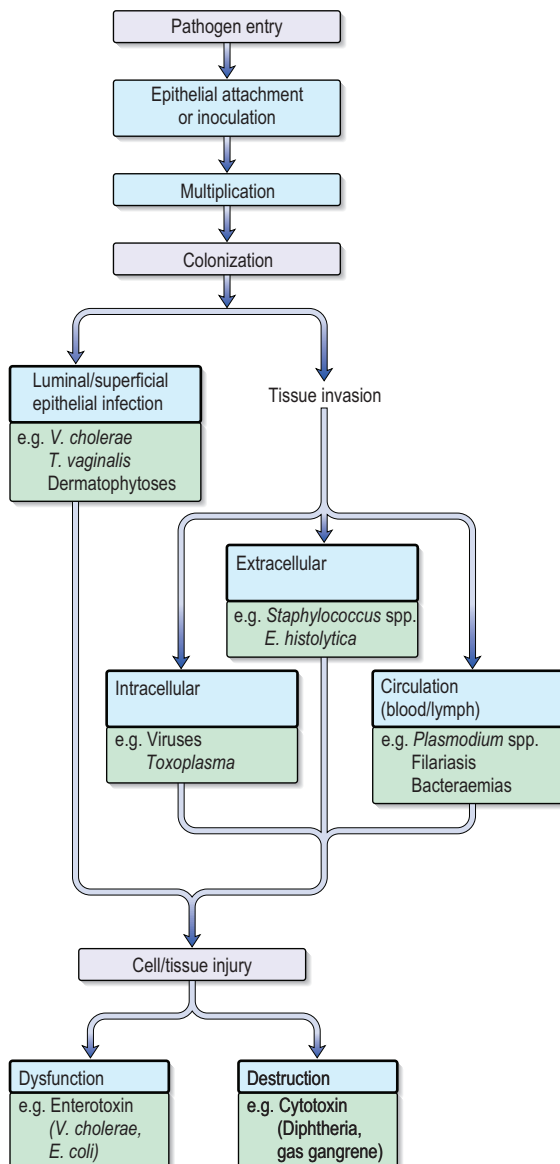 Pathogen entry
Epithelial attachment
or inoculation
Multiplication
Colonization
Luminal/superficial
epithelial infection
e.g. V. cholerae
T. vaginalis
Dermatophytoses
Tissue invasion
Extracellular
e.g. Staphylococcus spp.
E. histolytica
Intracellular
e.g. Viruses
Toxoplasma
Circulation
(blood/lymph)
e.g. Plasmodium spp.
Filariasis
Bacteraemias
Cell/tissue injury
Dysfunction
e.g. Enterotoxin
(V. cholerae,
E. coli)
Destruction
e.g. Cytotoxin
(Diphtheria,
gas gangrene)